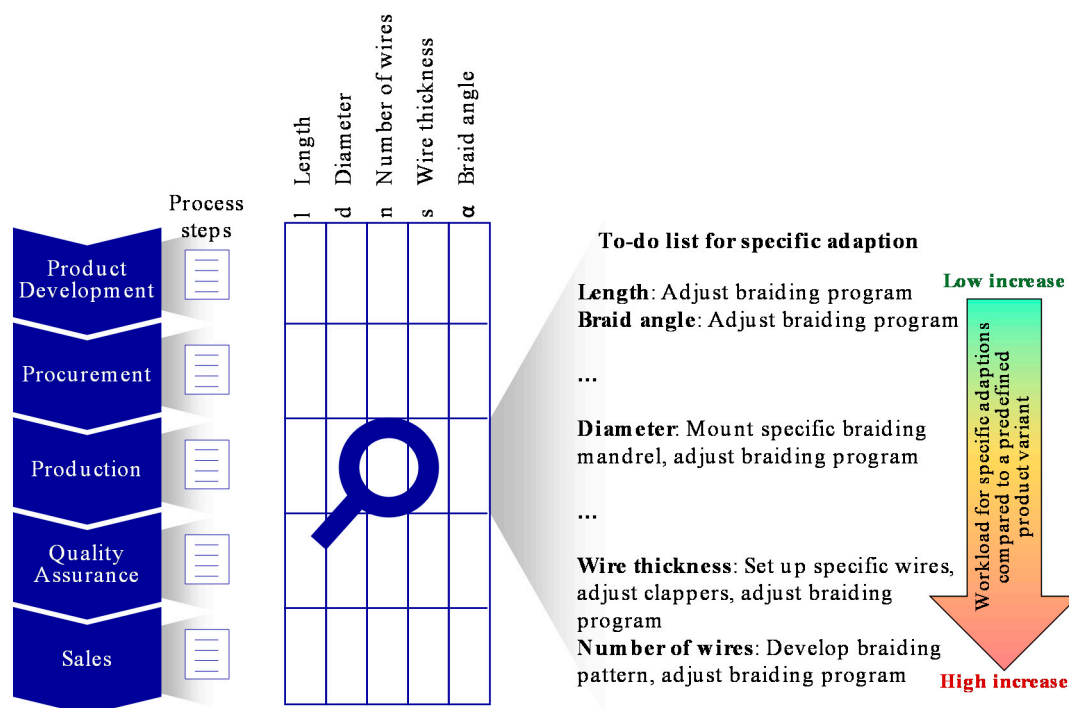 l Length
d Diameter
n Number of wires
s Wire thickness
α Braid angle
Process
steps
Product
Development
Procurement
Production
Quality
Assurance
Sales
To-do list for specific adaption
Length: Adjust braiding program
Braid angle: Adjust braiding program
...
Diameter: Mount specific braiding
mandrel, adjust braiding program
...
Wire thickness: Set up specific wires,
adjust clappers, adjust braiding
program
Number of wires: Develop braiding
pattern, adjust braiding program
Low increase
Workload for specific adaptions
compared to a predefined
product variant
High increase